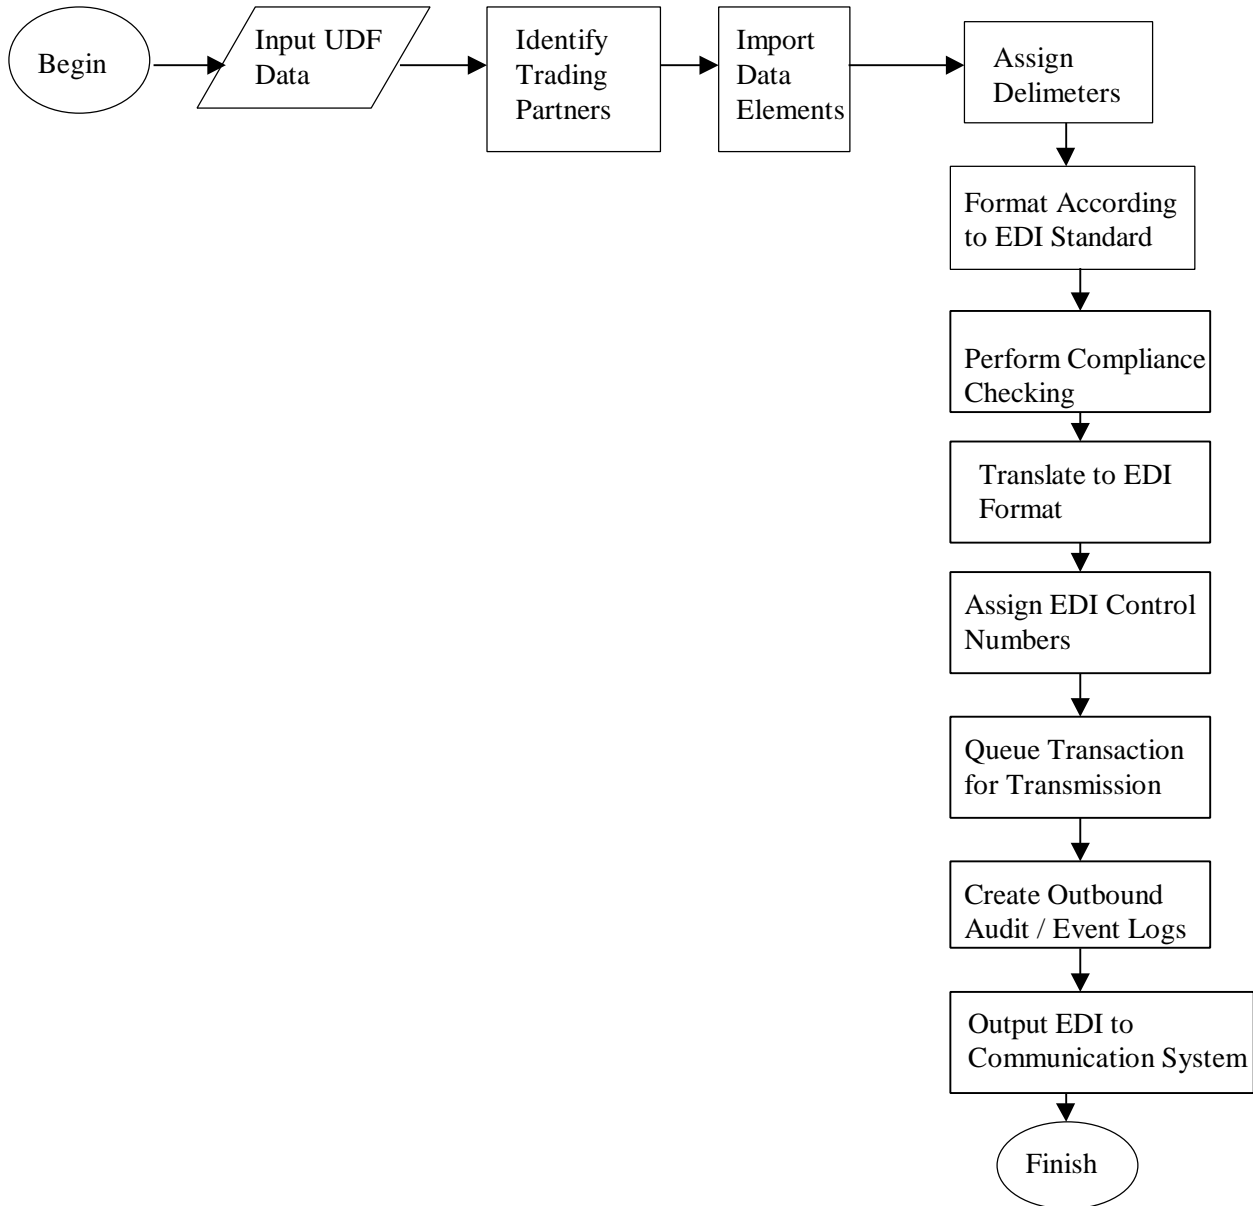 Begin
Input UDF
Data
Identify
Trading
Partners
Import
Data
Elements
Assign
Delimeters
Format According
to EDI Standard
Perform Compliance
Checking
Translate to EDI
Format
Assign EDI Control
Numbers
Queue Transaction
for Transmission
Create Outbound
Audit / Event Logs
Output EDI to
Communication System
Finish